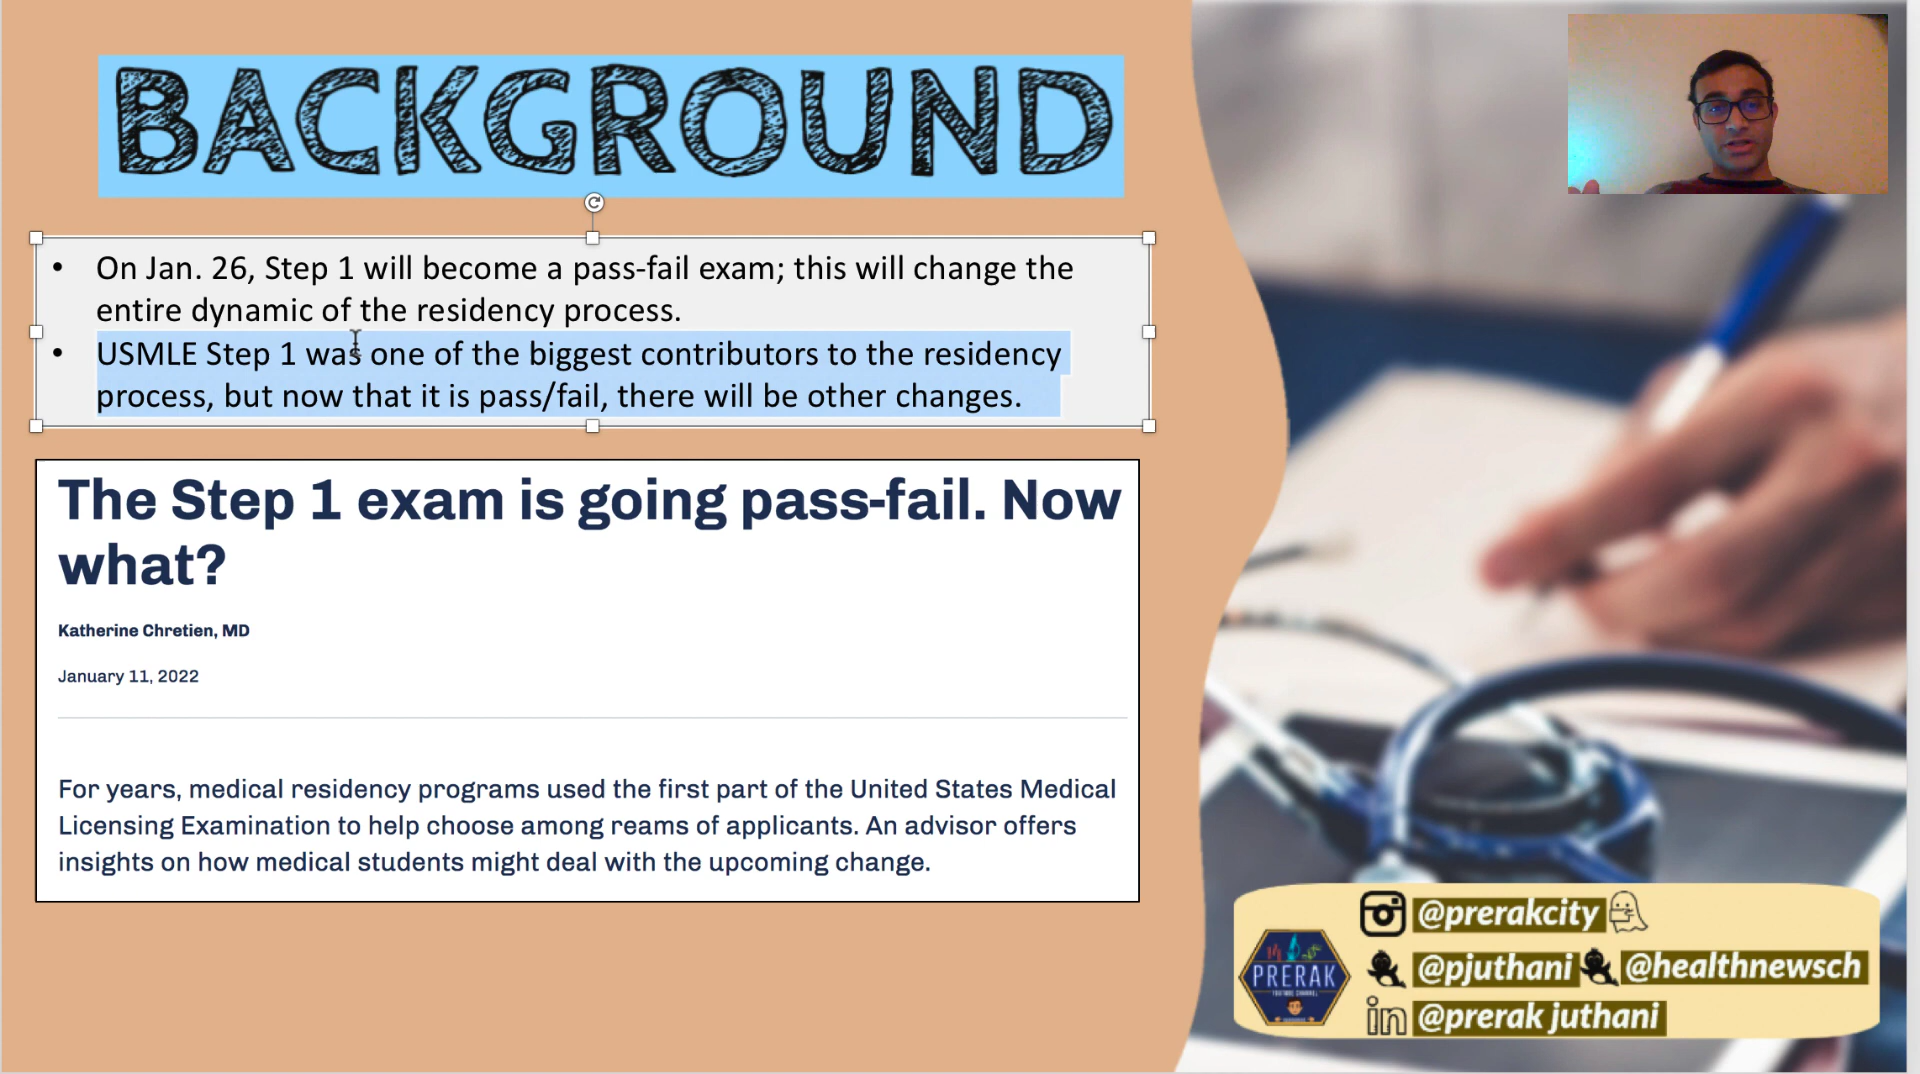 BACKGROUND
• On Jan. 26, Step 1 will become a pass-fail exam; this will change the
entire dynamic of the residency process.
• USMLE Step 1 was one of the biggest contributors to the residency
process, but now that it is pass/fail, there will be other changes.
The Step 1 exam is going pass-fail. Now
what?
Katherine Chretien, MD
January 11, 2022
For years, medical residency programs used the first part of the United States Medical
Licensing Examination to help choose among reams of applicants. An advisor offers
insights on how medical students might deal with the upcoming change.
@prerakcity
@pjuthani @healthnewsch
in @prerak juthani
PRERAK
YOUTUBE CHANNEL